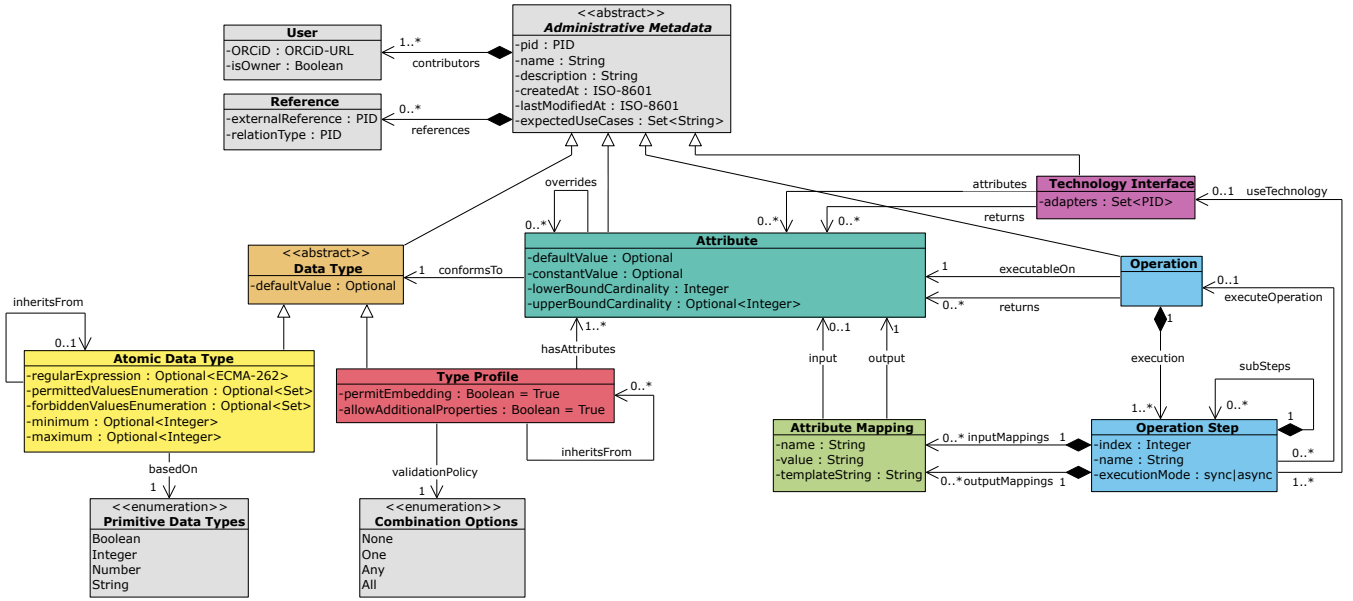 <<abstract>>
Administrative Metadata
-pid : PID
-name : String
-description : String
-createdAt : ISO-8601
-lastModifiedAt : ISO-8601
-expectedUseCases : Set<String>
User
-ORCiD : ORCiD-URL
-isOwner : Boolean
1..*
contributors
Reference
-externalReference : PID
-relationType : PID
0..*
references
overrides
0..*
attributes
0..*
returns
0..*
Technology Interface
-adapters : Set<PID>
0..1
useTechnology
<<abstract>>
Data Type
-defaultValue : Optional
1
conformsTo
Attribute
-defaultValue : Optional
-constantValue : Optional
-lowerBoundCardinality : Integer
-upperBoundCardinality : Optional<Integer>
1
executableOn
0..*
returns
Operation
0..1
executeOperation
1
execution
1..*
inheritsFrom
0..1
Atomic Data Type
-regularExpression : Optional<ECMA-262>
-permittedValuesEnumeration : Optional<Set>
-forbiddenValuesEnumeration : Optional<Set>
-minimum : Optional<Integer>
-maximum : Optional<Integer>
basedOn
1
1..*
hasAttributes
Type Profile
-permitEmbedding : Boolean = True
-allowAdditionalProperties : Boolean = True
0..*
inheritsFrom
validationPolicy
1
0..1
input
1
output
Attribute Mapping
-name : String
-value : String
-templateString : String
0..*
inputMappings
1
0..*
outputMappings
1
subSteps
0..*
1
Operation Step
-index : Integer
-name : String
-executionMode : sync|async
0..*
1..*
<<enumeration>>
Primitive Data Types
Boolean
Integer
Number
String
<<enumeration>>
Combination Options
None
One
Any
All